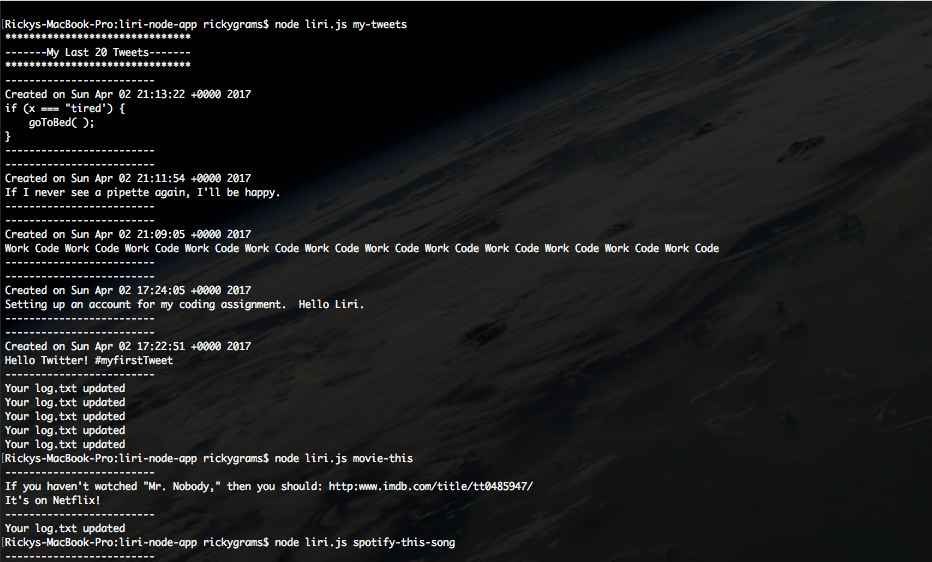 [Rickys-MacBook-Pro:liri-node-app rickygrams$ node liri.js my-tweets
*******************************
-------My Last 20 Tweets-------
*******************************
-------------------------
Created on Sun Apr 02 21:13:22 +0000 2017
if (x === "tired') {
    goToBed( );
}
-------------------------
-------------------------
Created on Sun Apr 02 21:11:54 +0000 2017
If I never see a pipette again, I'll be happy.
-------------------------
-------------------------
Created on Sun Apr 02 21:09:05 +0000 2017
Work Code Work Code Work Code Work Code Work Code Work Code Work Code Work Code Work Code Work Code Work Code Work Code
-------------------------
-------------------------
Created on Sun Apr 02 17:24:05 +0000 2017
Setting up an account for my coding assignment.  Hello Liri.
-------------------------
-------------------------
Created on Sun Apr 02 17:22:51 +0000 2017
Hello Twitter! #myfirstTweet
-------------------------
Your log.txt updated
Your log.txt updated
Your log.txt updated
Your log.txt updated
Your log.txt updated
[Rickys-MacBook-Pro:liri-node-app rickygrams$ node liri.js movie-this
-------------------------
If you haven't watched "Mr. Nobody," then you should: http:www.imdb.com/title/tt0485947/
It's on Netflix!
-------------------------
Your log.txt updated
[Rickys-MacBook-Pro:liri-node-app rickygrams$ node liri.js spotify-this-song
-------------------------